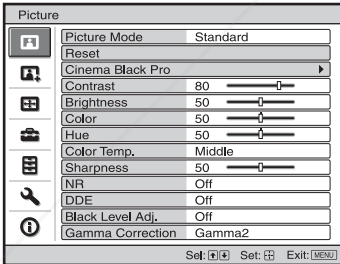 Picture
Picture Mode Standard
Reset
Cinema Black Pro
Contrast 80
Brightness 50
Color 50
Hue 50
Color Temp. Middle
Sharpness 50
NR Off
DDE Off
Black Level Adj. Off
Gamma Correction Gamma2
Sel: Set: Exit: MENU